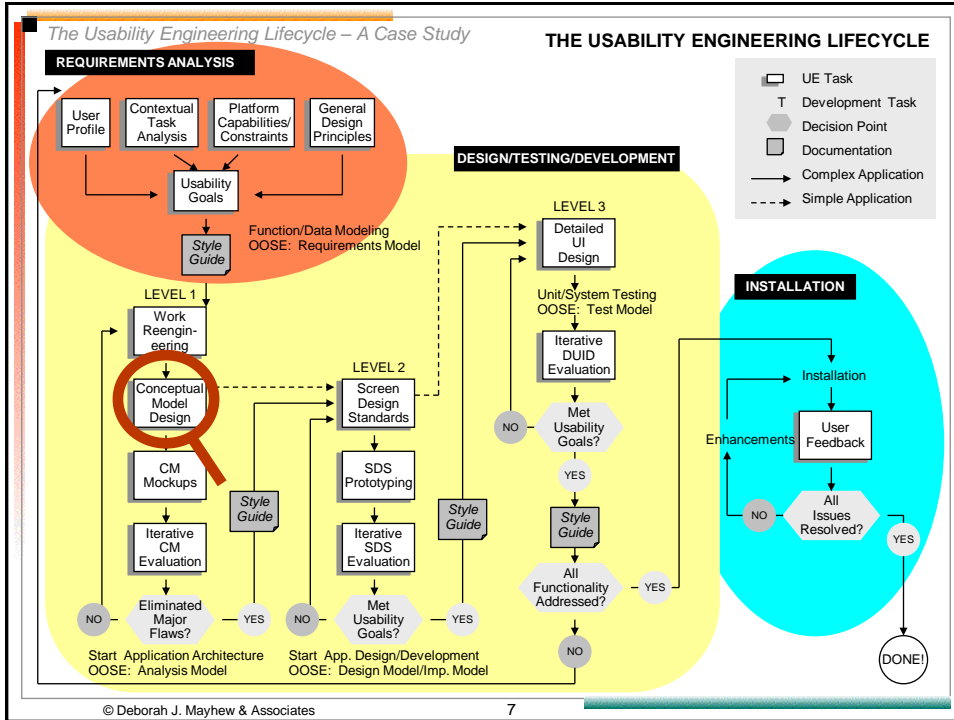 The Usability Engineering Lifecycle – A Case Study
THE USABILITY ENGINEERING LIFECYCLE
REQUIREMENTS ANALYSIS
User
Profile
Contextual
Task
Analysis
Platform
Capabilities/
Constraints
General
Design
Principles
Usability
Goals
Style
Guide
Function/Data Modeling
OOSE: Requirements Model
UE Task
T Development Task
Decision Point
Documentation
Complex Application
Simple Application
DESIGN/TESTING/DEVELOPMENT
LEVEL 1
Work
Reengin-
eering
Conceptual
Model
Design
CM
Mockups
Iterative
CM
Evaluation
Eliminated
Major
Flaws?
NO
YES
Start Application Architecture
OOSE: Analysis Model
Style
Guide
LEVEL 2
Screen
Design
Standards
SDS
Prototyping
Iterative
SDS
Evaluation
Met
Usability
Goals?
NO
YES
Start App. Design/Development
OOSE: Design Model/Imp. Model
Style
Guide
LEVEL 3
Detailed
UI
Design
Unit/System Testing
OOSE: Test Model
Iterative
DUID
Evaluation
Met
Usability
Goals?
NO
YES
Style
Guide
All
Functionality
Addressed?
YES
NO
INSTALLATION
Installation
User
Feedback
Enhancements
All
Issues
Resolved?
NO
YES
DONE!
© Deborah J. Mayhew & Associates
7